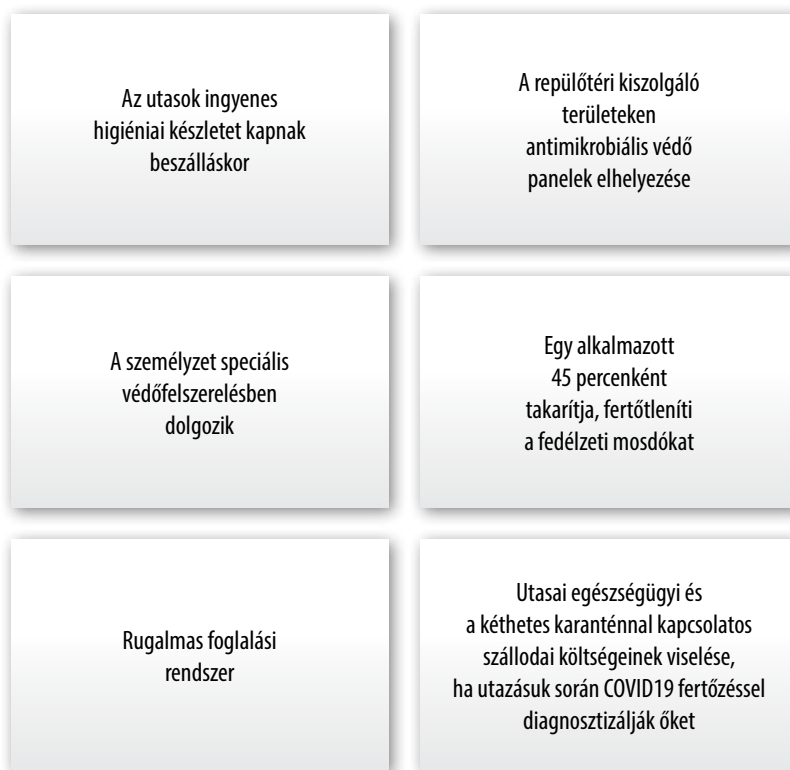 Az utasok ingyenes
higiéniai készletet kapnak
beszálláskor
A repülőtéri kiszolgáló
területeken
antimikrobiális védő
panelek elhelyezése
A személyzet speciális
védőfelszerelésben
dolgozik
Egy alkalmazott
45 percenként
takarítja, fertőtleníti
a fedélzeti mosdókat
Rugalmas foglalási
rendszer
Utasai egészségügyi és
a kéthetes karanténnal kapcsolatos
szállodai költségeinek viselése,
ha utazásuk során COVID19 fertőzéssel
diagnosztizálják őket